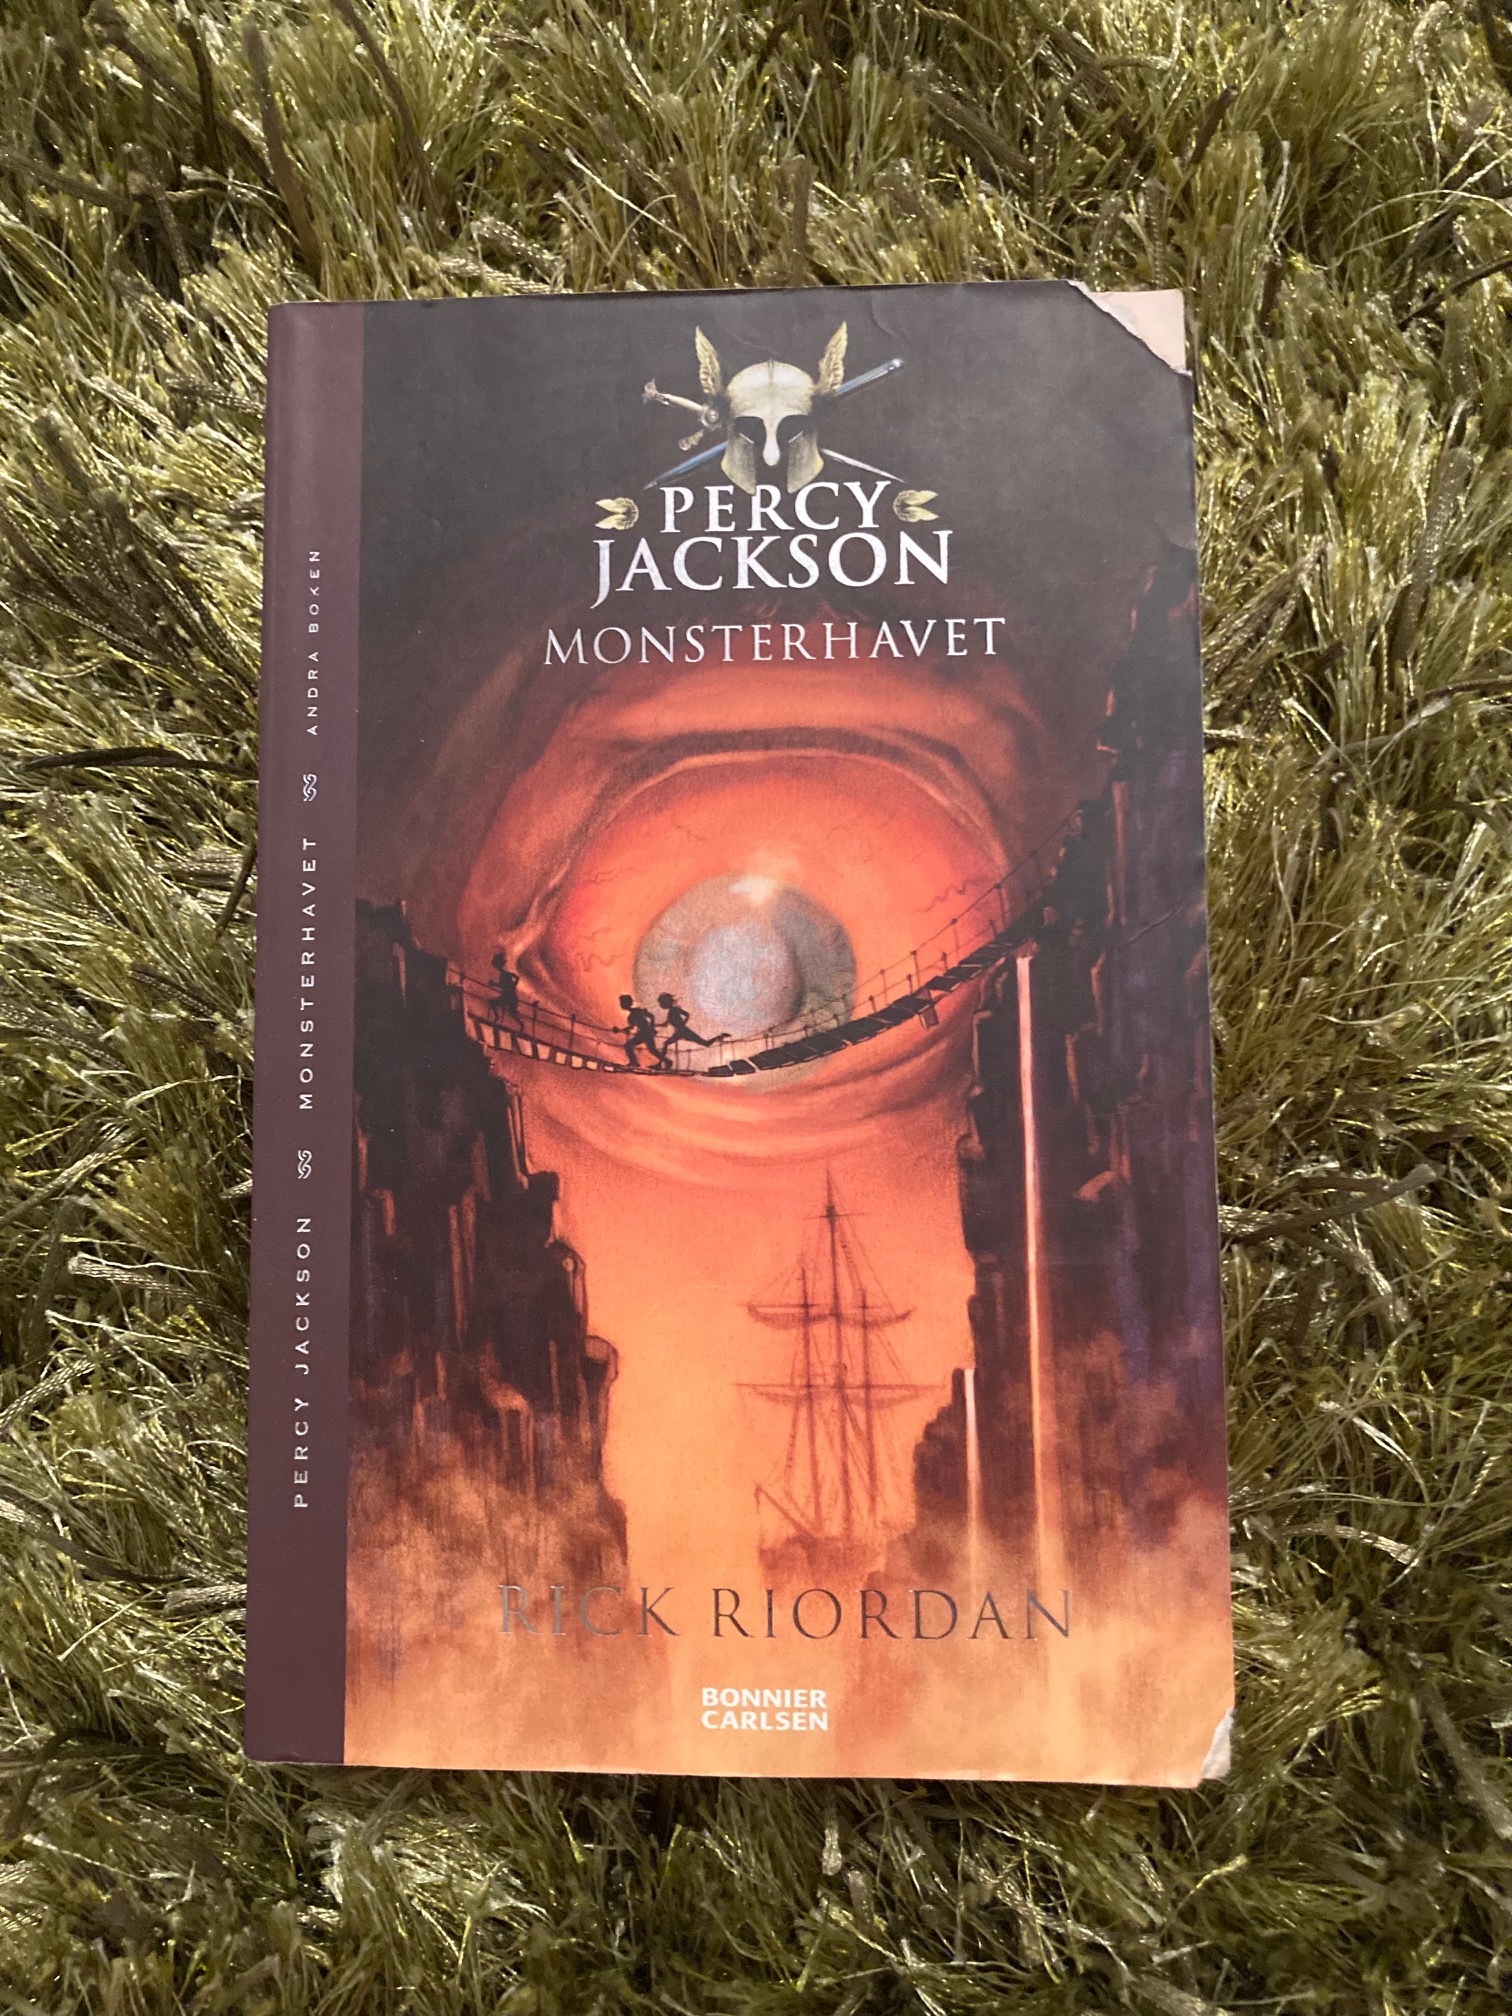 PERCY
JACKSON
MONSTERHAVET
RICK RIORDAN
BONNIER
CARLSEN
PERCY JACKSON MONSTERHAVET ANDRA BOKEN